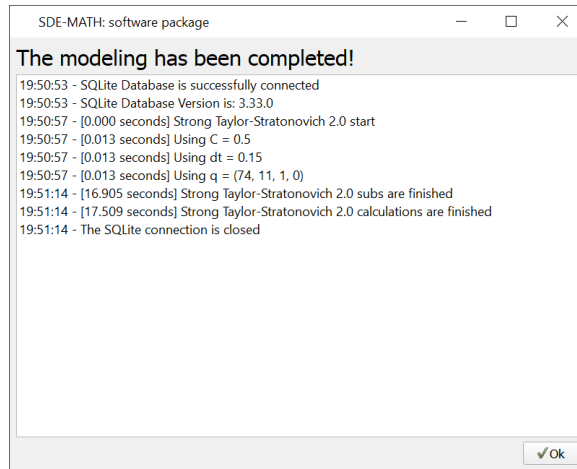 SDE-MATH: software package
The modeling has been completed!
19:50:53 - SQLite Database is successfully connected
19:50:53 - SQLite Database Version is: 3.33.0
19:50:57 - [0.000 seconds] Strong Taylor-Stratonovich 2.0 start
19:50:57 - [0.013 seconds] Using C = 0.5
19:50:57 - [0.013 seconds] Using dt = 0.15
19:50:57 - [0.013 seconds] Using q = (74, 11, 1, 0)
19:51:14 - [16.905 seconds] Strong Taylor-Stratonovich 2.0 subs are finished
19:51:14 - [17.509 seconds] Strong Taylor-Stratonovich 2.0 calculations are finished
19:51:14 - The SQLite connection is closed
Ok